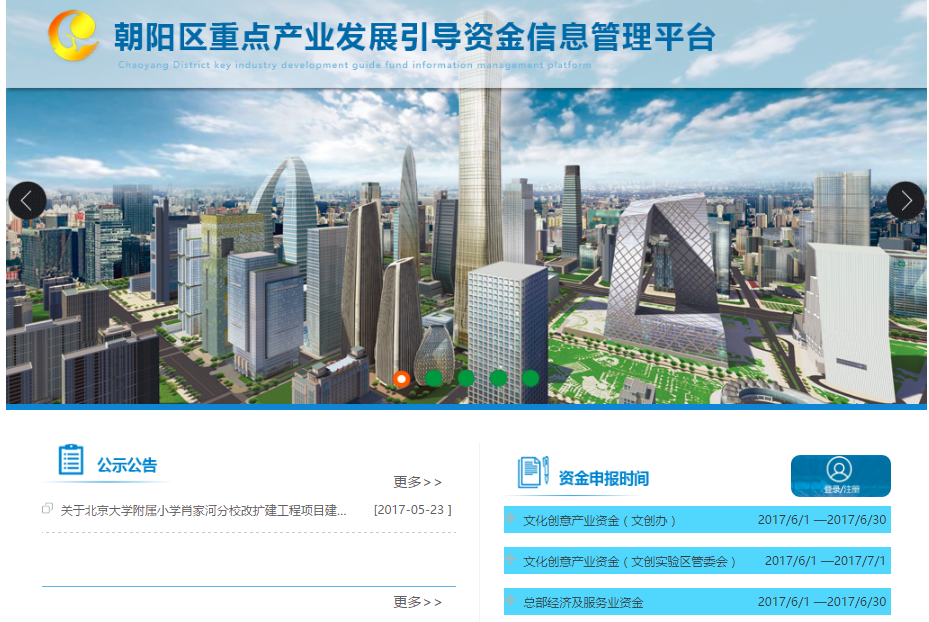 朝阳区重点产业发展引导资金信息管理平台
Chaoyang District key industry development guide fund information management platform
公示公告
更多>>
关于北京大学附属小学肖家河分校改扩建工程项目建... [2017-05-23 ]
更多>>
资金申报时间
登录/注册
文化创意产业资金（文创办） 2017/6/1 —2017/6/30
文化创意产业资金（文创实验区管委会） 2017/6/1 —2017/7/1
总部经济及服务业资金 2017/6/1 —2017/6/30